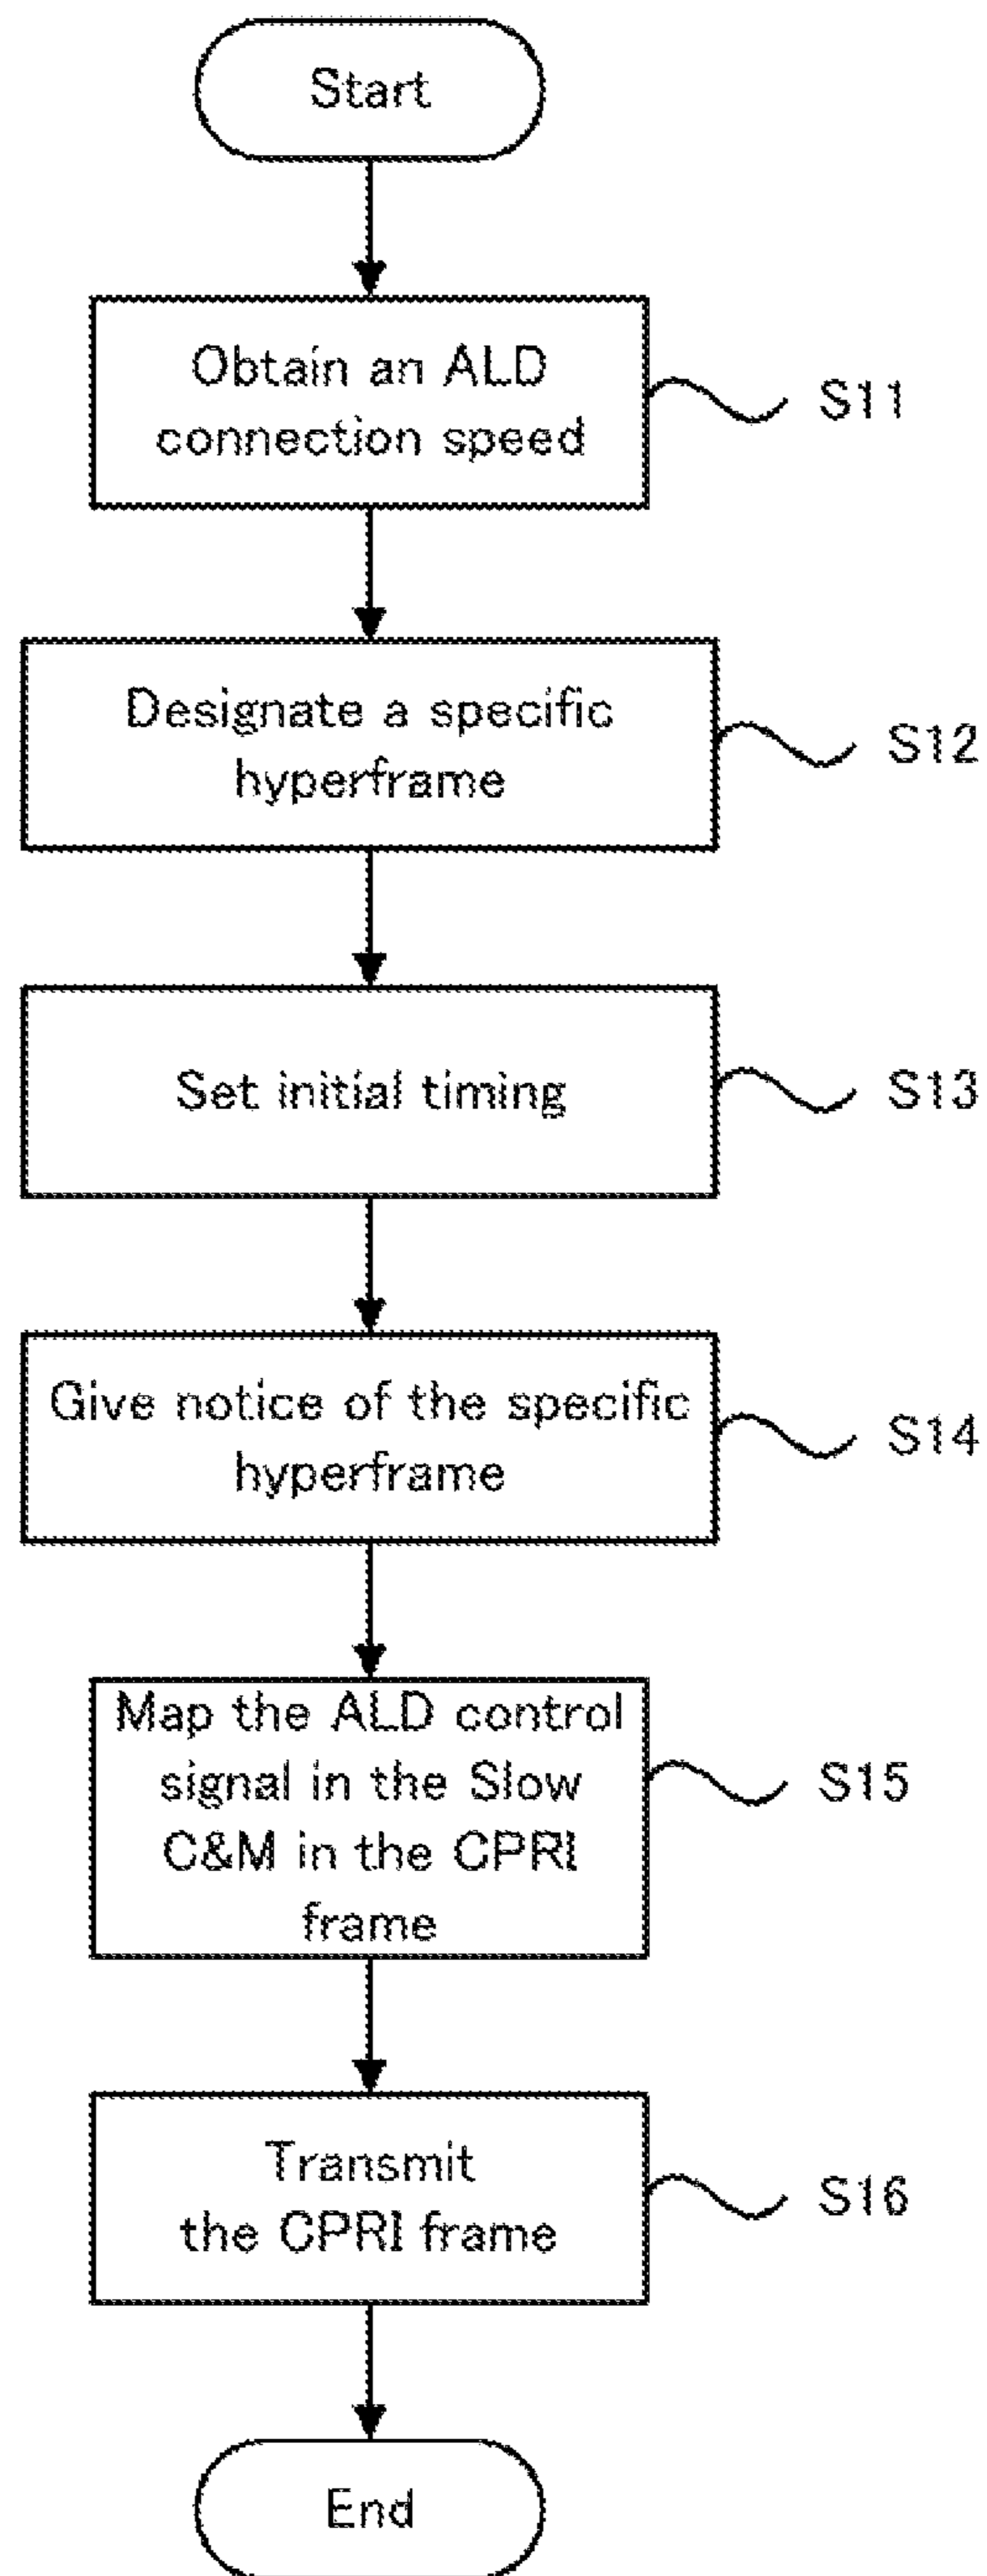 Start
Obtain an ALD
connection speed
S11
Designate a specific
hyperframe
S12
Set initial timing
S13
Give notice of the specific
hyperframe
S14
Map the ALD control
signal in the Slow
C&M in the CPRI
frame
S15
Transmit
the CPRI frame
S16
End